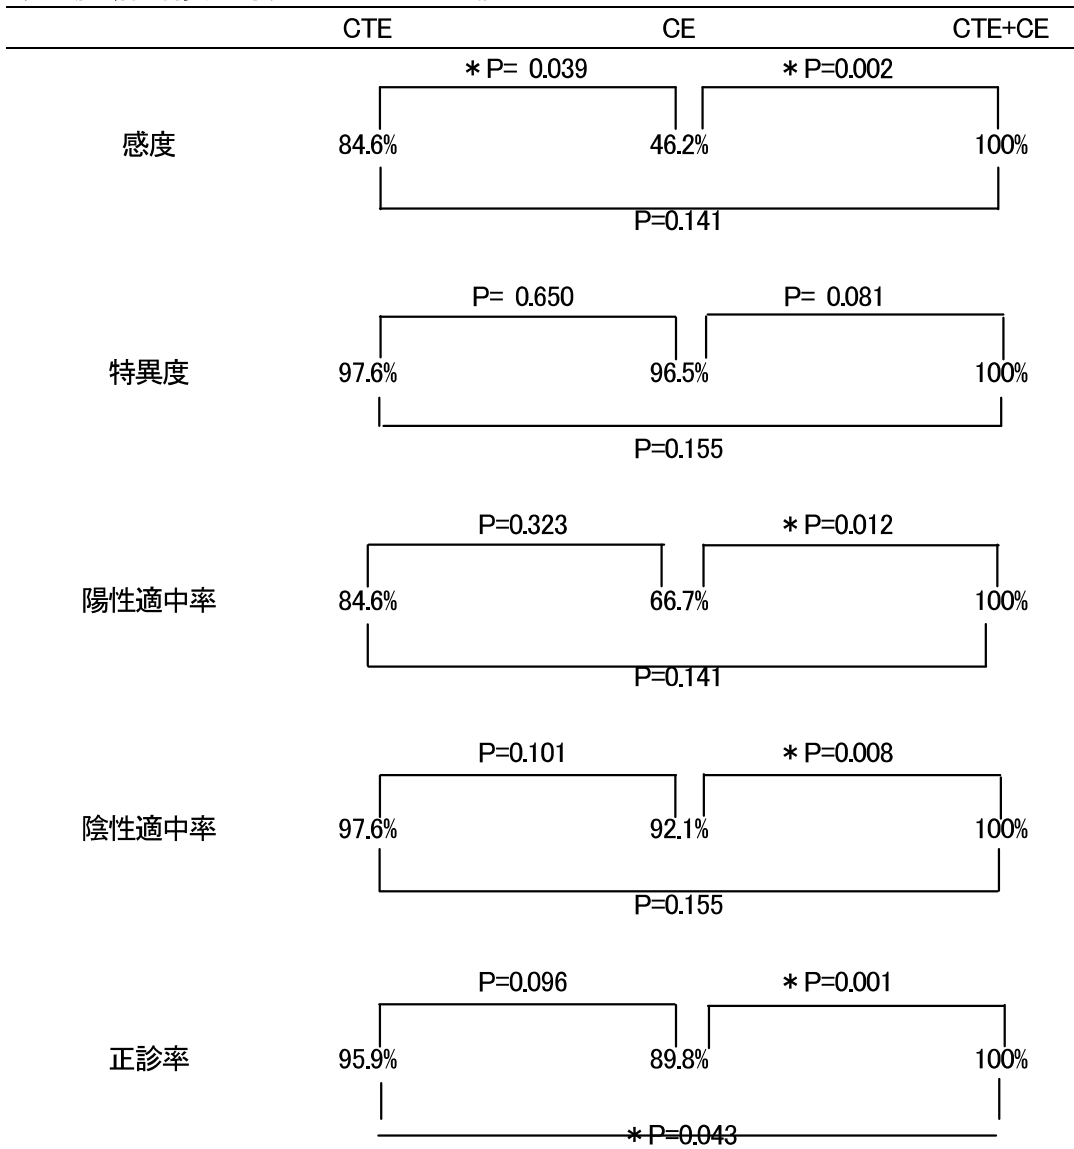 CTE CE CTE+CE
＊P= 0.039 ＊P=0.002
感度 84.6% 46.2% 100%
P=0.141
P= 0.650 P= 0.081
特異度 97.6% 96.5% 100%
P=0.155
P=0.323 ＊P=0.012
陽性適中率 84.6% 66.7% 100%
P=0.141
P=0.101 ＊P=0.008
陰性適中率 97.6% 92.1% 100%
P=0.155
P=0.096 ＊P=0.001
正診率 95.9% 89.8% 100%
＊P=0.043